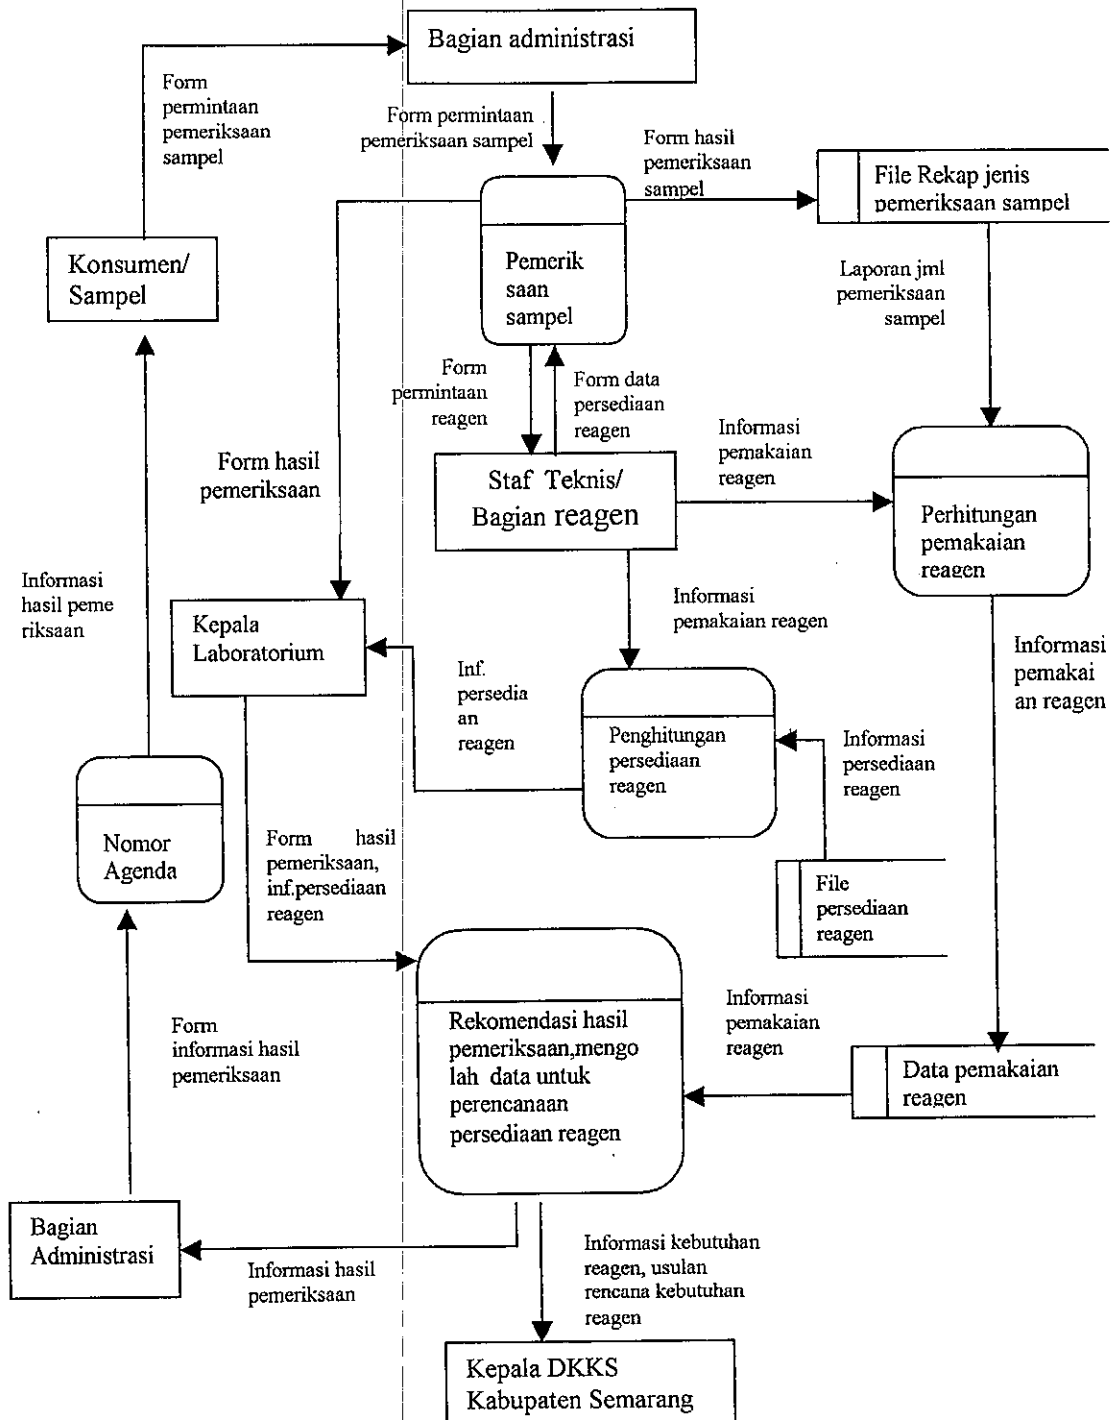 Bagian administrasi
Form
permintaan
pemeriksaan
sampel
Form permintaan
pemeriksaan sampel
Form hasil
pemeriksaan
sampel
File Rekap jenis
pemeriksaan sampel
Konsumen/
Sampel
Pemerik
saan
sampel
Laporan jml
pemeriksaan
sampel
Form
permintaan
reagen
Form data
persediaan
reagen
Informasi
pemakaian
reagen
Form hasil
pemeriksaan
Staf Teknis/
Bagian reagen
Perhitungan
pemakaian
reagen
Informasi
hasil peme
riksaan
Kepala
Laboratorium
Informasi
pemakaian reagen
Informasi
pemakai
an reagen
Inf.
persedia
an
reagen
Penghitungan
persediaan
reagen
Informasi
persediaan
reagen
Nomor
Agenda
Form hasil
pemeriksaan,
inf.persediaan
reagen
File
persediaan
reagen
Form
informasi hasil
pemeriksaan
Rekomendasi hasil
pemeriksaan,mengo
lah data untuk
perencanaan
persediaan reagen
Informasi
pemakaian
reagen
Data pemakaian
reagen
Bagian
Administrasi
Informasi hasil
pemeriksaan
Informasi kebutuhan
reagen, usulan
rencana kebutuhan
reagen
Kepala DKKS
Kabupaten Semarang